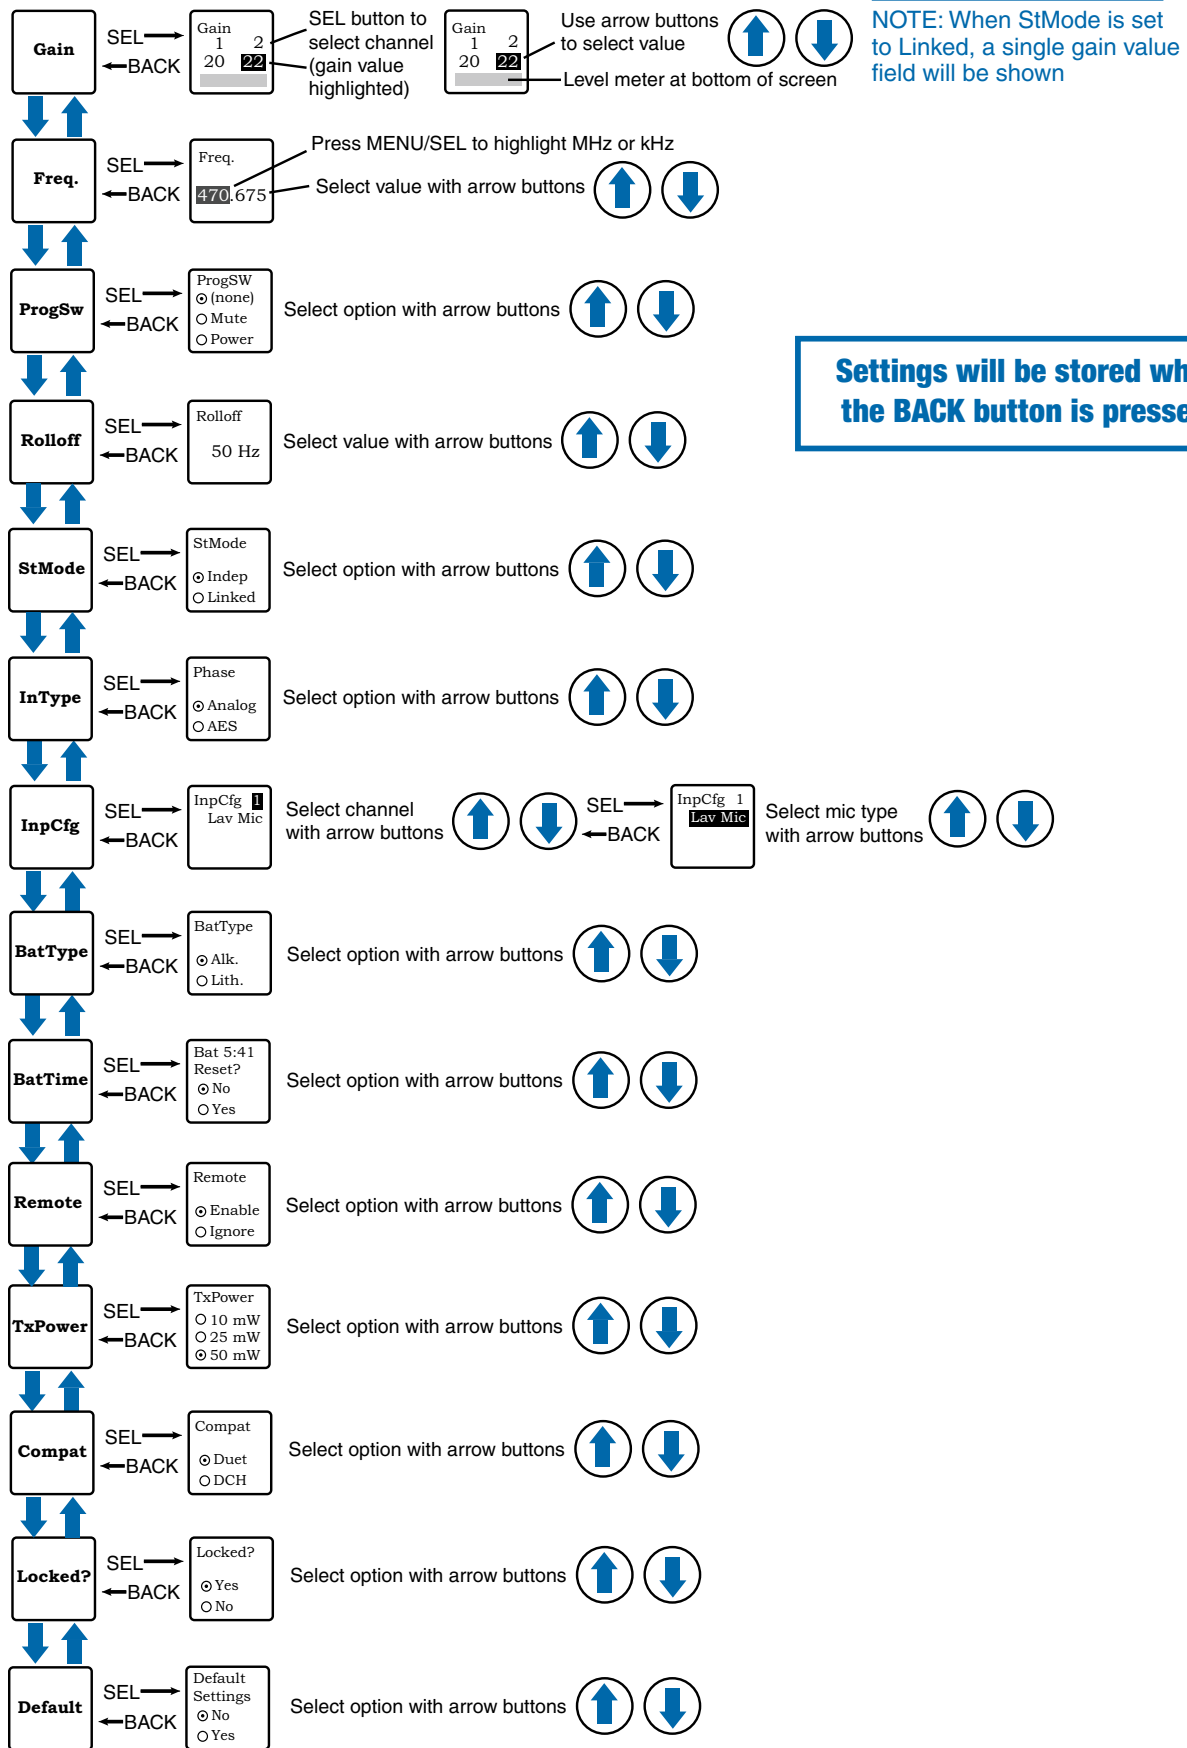 Gain
SEL
BACK
Gain
1 2
20 22
SEL button to
select channel
(gain value
highlighted)
Gain
1 2
20 22
Use arrow buttons
to select value
Level meter at bottom of screen
NOTE: When StMode is set
to Linked, a single gain value
field will be shown
Freq.
SEL
BACK
Freq.
470.675
Press MENU/SEL to highlight MHz or kHz
Select value with arrow buttons
ProgSw
SEL
BACK
ProgSW
(none)
Mute
Power
Select option with arrow buttons
Settings will be stored wh
the BACK button is presse
Rolloff
SEL
BACK
Rolloff
50 Hz
Select value with arrow buttons
StMode
SEL
BACK
StMode
Indep
Linked
Select option with arrow buttons
InType
SEL
BACK
Phase
Analog
AES
Select option with arrow buttons
InpCfg
SEL
BACK
InpCfg 1
Lav Mic
Select channel
with arrow buttons
SEL
BACK
InpCfg 1
Lav Mic
Select mic type
with arrow buttons
BatType
SEL
BACK
BatType
Alk.
Lith.
Select option with arrow buttons
BatTime
SEL
BACK
Bat 5:41
Reset?
No
Yes
Select option with arrow buttons
Remote
SEL
BACK
Remote
Enable
Ignore
Select option with arrow buttons
TxPower
SEL
BACK
TxPower
10 mW
25 mW
50 mW
Select option with arrow buttons
Compat
SEL
BACK
Compat
Duet
DCH
Select option with arrow buttons
Locked?
SEL
BACK
Locked?
Yes
No
Select option with arrow buttons
Default
SEL
BACK
Default
Settings
No
Yes
Select option with arrow buttons